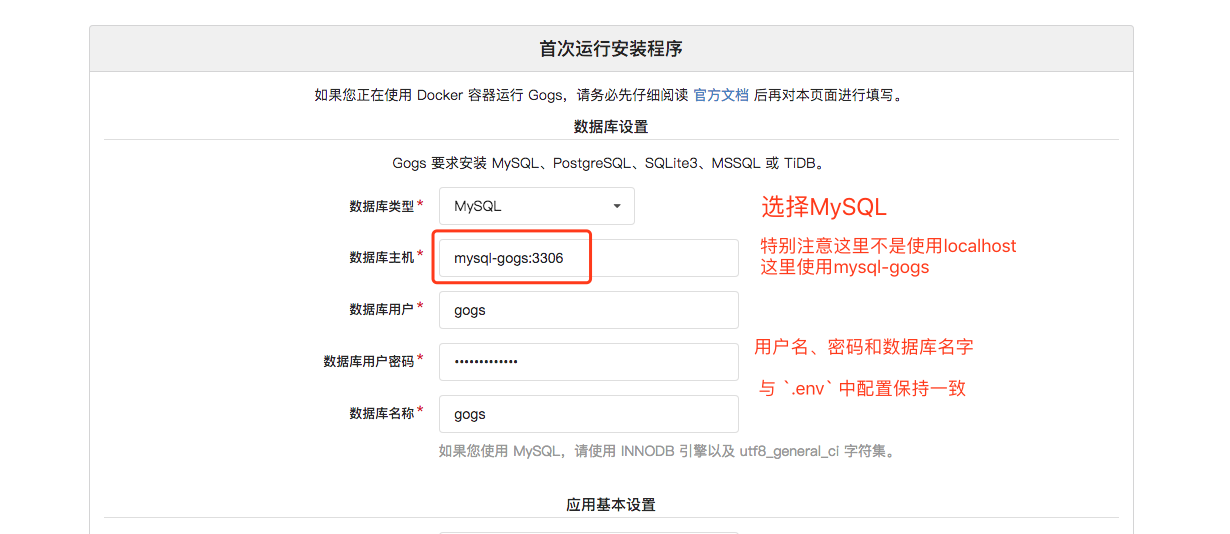 首次运行安装程序
如果您正在使用 Docker 容器运行 Gogs，请务必先仔细阅读 官方文档 后再对本页面进行填写。
数据库设置
Gogs 要求安装 MySQL、PostgreSQL、SQLite3、MSSQL 或 TiDB。
数据库类型* MySQL 选择MySQL
数据库主机* mysql-gogs:3306 特别注意这里不是使用localhost
这里使用mysql-gogs
数据库用户* gogs
用户名、密码和数据库名字
数据库用户密码* •••••••••••••
与 `.env` 中配置保持一致
数据库名称* gogs
如果您使用 MySQL，请使用 INNODB 引擎以及 utf8_general_ci 字符集。
应用基本设置